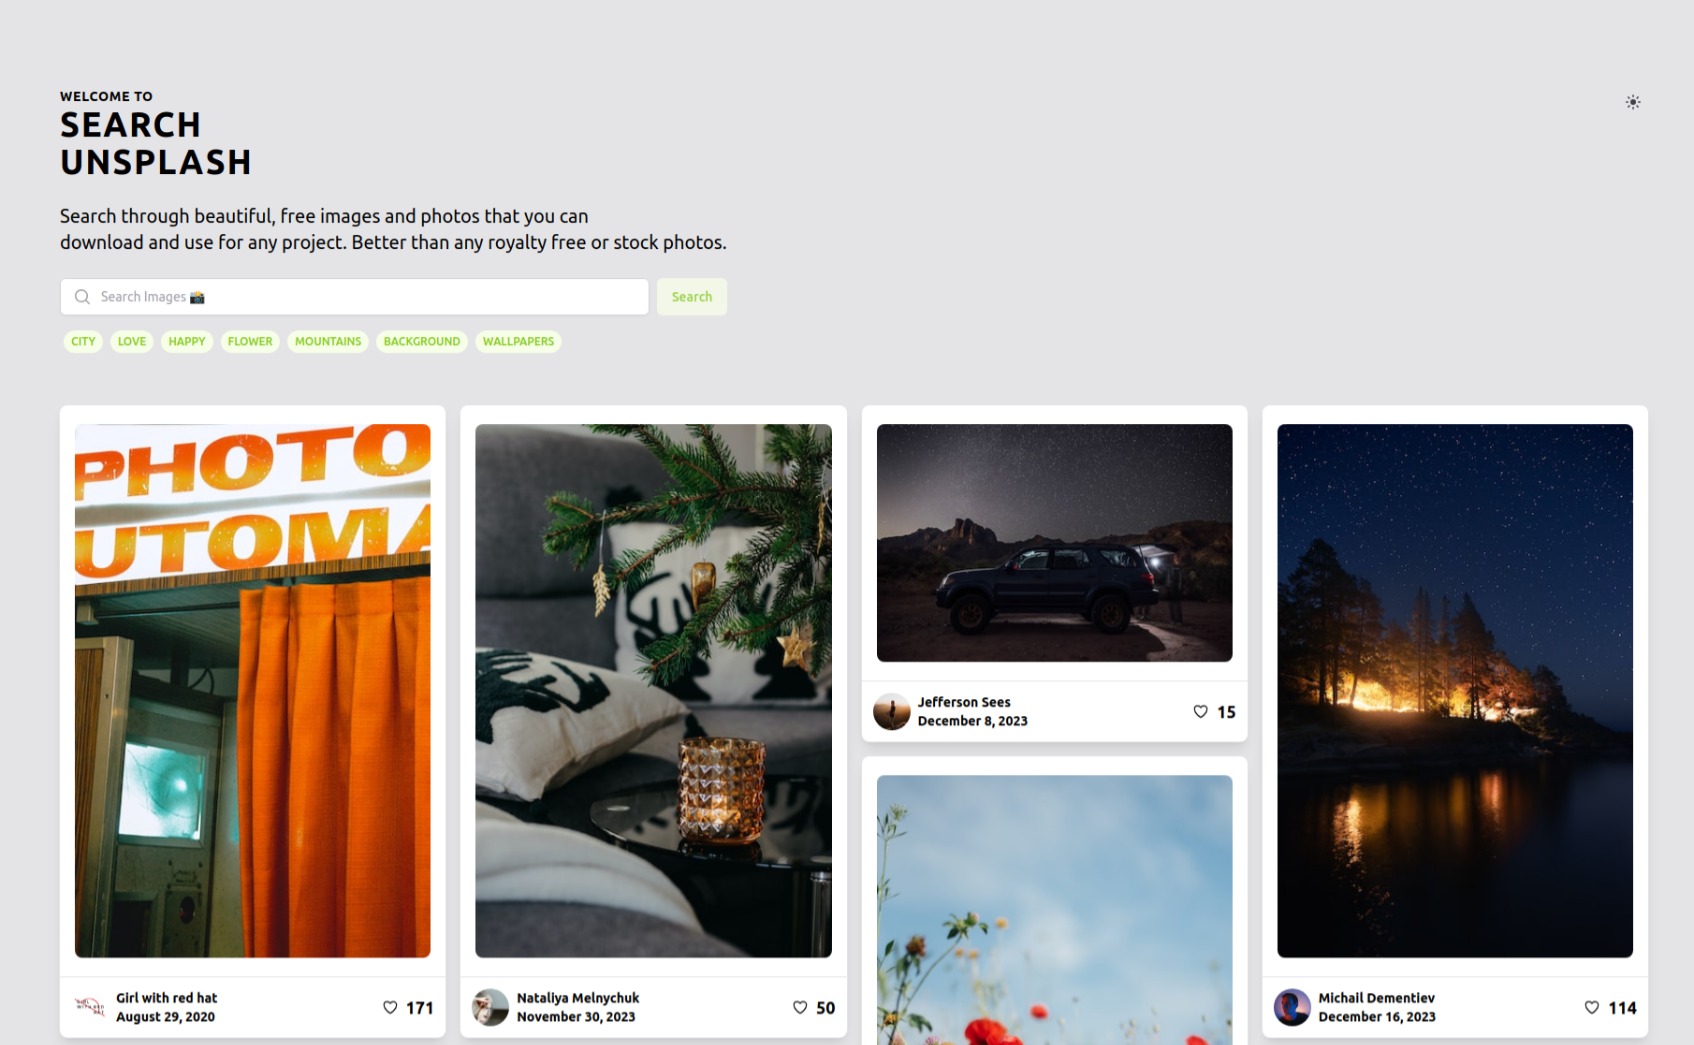 WELCOME TO
SEARCH
UNSPLASH
Search through beautiful, free images and photos that you can
download and use for any project. Better than any royalty free or stock photos.
Search Images 📸
Search
CITY
LOVE
HAPPY
FLOWER
MOUNTAINS
BACKGROUND
WALLPAPERS
PHOTO
UTOMA
Girl with red hat
August 29, 2020
171
Nataliya Melnychuk
November 30, 2023
50
Jefferson Sees
December 8, 2023
15
Michail Dementiev
December 16, 2023
114